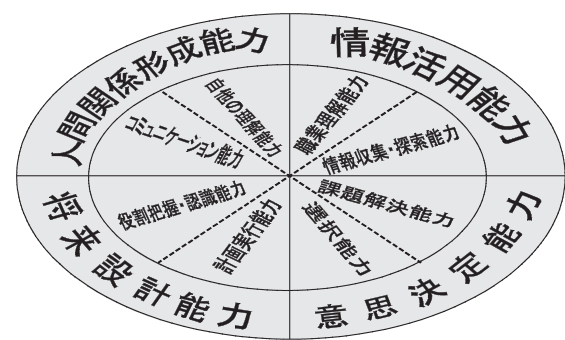 人間関係形成能力
情報活用能力
自他の理解能力
コミュニケーション能力
職業理解能力
情報収集・探索能力
役割把握・認識能力
計画実行能力
課題解決能力
選択能力
将来設計能力
意思決定能力